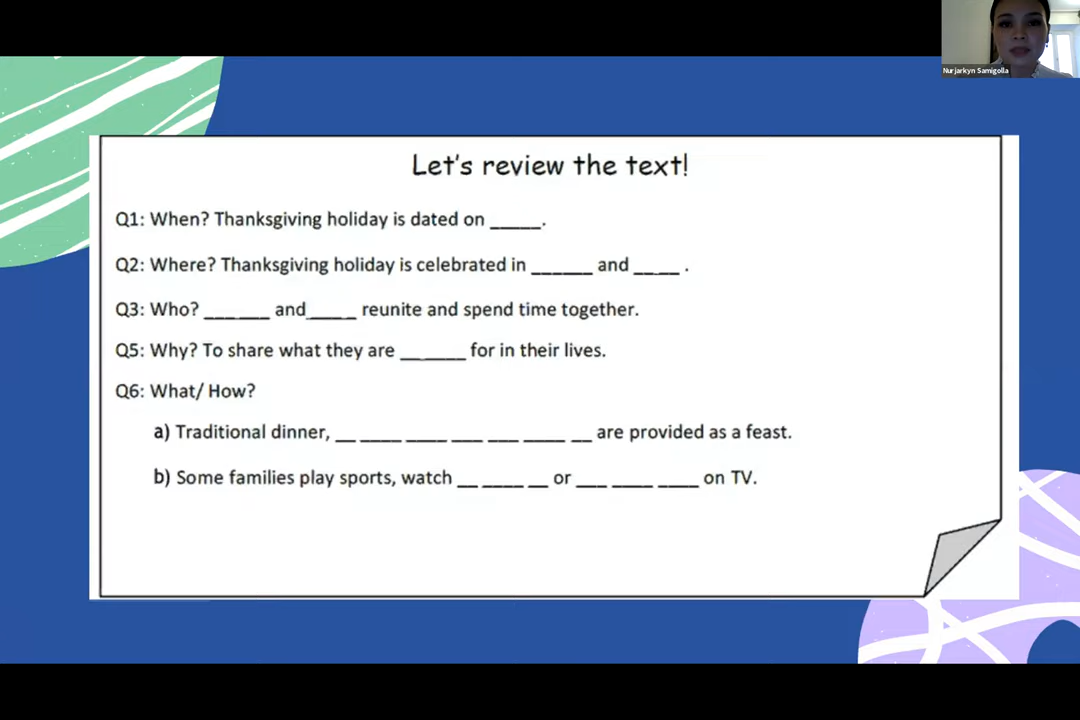 Nurjarkyn Samigolla
Let's review the text!
Q1: When? Thanksgiving holiday is dated on _____.
Q2: Where? Thanksgiving holiday is celebrated in ______ and _____ .
Q3: Who? _______ and_____ reunite and spend time together.
Q5: Why? To share what they are _______ for in their lives.
Q6: What/ How?
a) Traditional dinner, __ ____ ____ ___ ___ ____ __ are provided as a feast.
b) Some families play sports, watch __ ____ __ or ___ ____ ____ on TV.